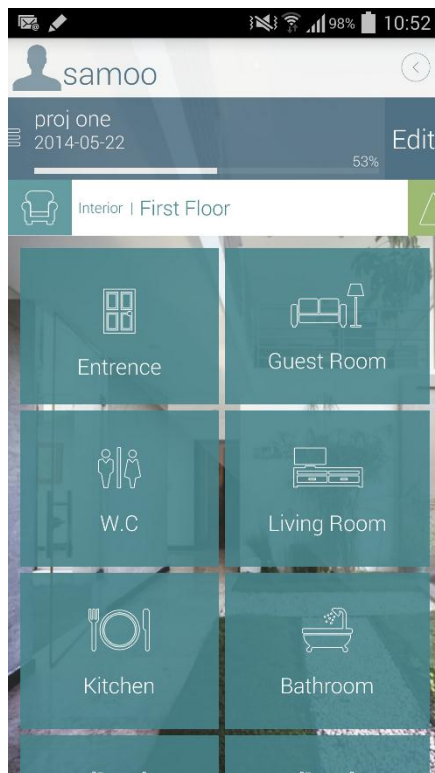 98% 10:52
samoo
proj one
2014-05-22
Edit
53%
Interior | First Floor
Entrence
Guest Room
W.C
Living Room
Kitchen
Bathroom